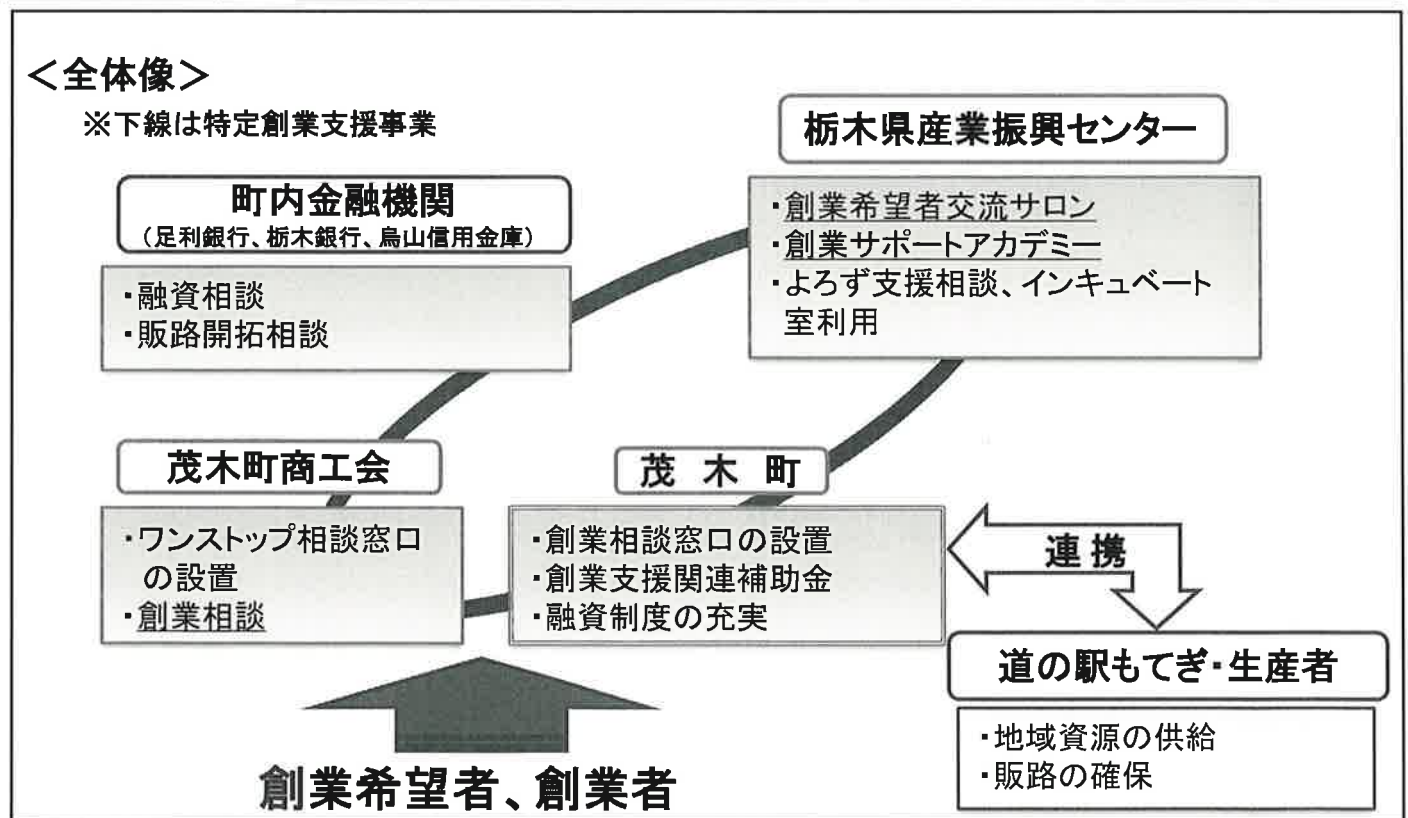 ＜全体像＞
※下線は特定創業支援事業
町内金融機関
（足利銀行、栃木銀行、烏山信用金庫）
・融資相談
・販路開拓相談
栃木県産業振興センター
・創業希望者交流サロン
・創業サポートアカデミー
・よろず支援相談、インキュベート
室利用
茂木町商工会
・ワンストップ相談窓口
の設置
・創業相談
茂 木 町
・創業相談窓口の設置
・創業支援関連補助金
・融資制度の充実
連 携
道の駅もてぎ・生産者
・地域資源の供給
・販路の確保
創業希望者、創業者